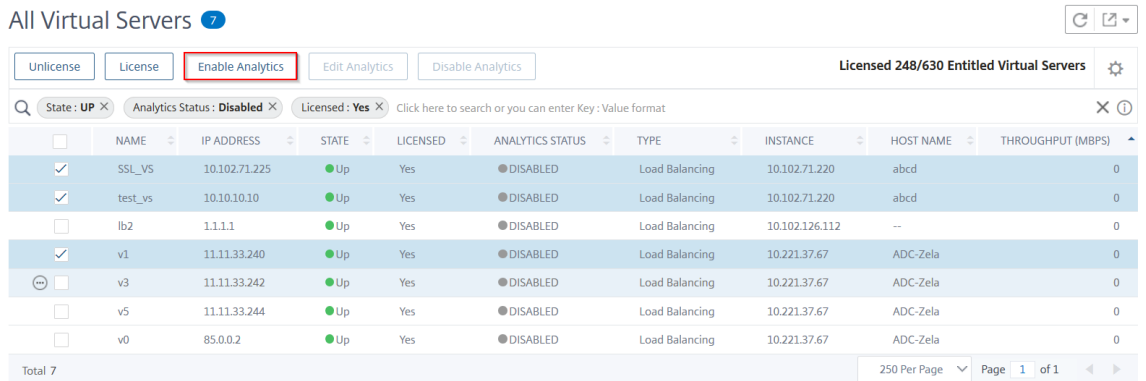 All Virtual Servers 7
Unlicense License Enable Analytics Edit Analytics Disable Analytics Licensed 248/630 Entitled Virtual Servers
State : UP × Analytics Status : Disabled × Licensed : Yes × Click here to search or you can enter Key : Value format
NAME IP ADDRESS STATE LICENSED ANALYTICS STATUS TYPE INSTANCE HOST NAME THROUGHPUT (MBPS)
SSL_VS 10.102.71.225 Up Yes DISABLED Load Balancing 10.102.71.220 abcd 0
test_vs 10.10.10.10 Up Yes DISABLED Load Balancing 10.102.71.220 abcd 0
lb2 1.1.1.1 Up Yes DISABLED Load Balancing 10.102.126.112 -- 0
v1 11.11.33.240 Up Yes DISABLED Load Balancing 10.221.37.67 ADC-Zela 0
v3 11.11.33.242 Up Yes DISABLED Load Balancing 10.221.37.67 ADC-Zela 0
v5 11.11.33.244 Up Yes DISABLED Load Balancing 10.221.37.67 ADC-Zela 0
v0 85.0.0.2 Up Yes DISABLED Load Balancing 10.221.37.67 ADC-Zela 0
Total 7 250 Per Page Page 1 of 1